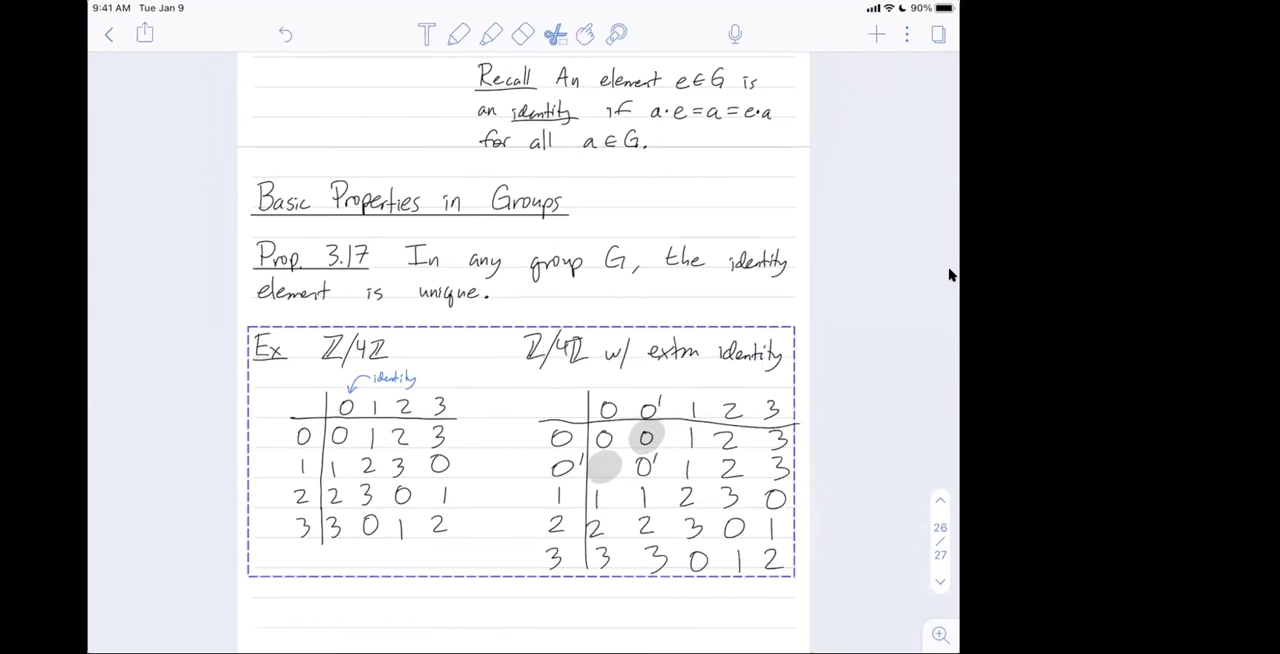 9:41 AM Tue Jan 9
90%
Recall An element e∈G is
an identity if a·e=a=e·a
for all a∈G.
Basic Properties in Groups
Prop. 3.17 In any group G, the identity
element is unique.
Ex ℤ/4ℤ
ℤ/4ℤ w/ extra identity
identity
0 1 2 3
0 0 1 2 3
1 1 2 3 0
2 2 3 0 1
3 3 0 1 2
0 0' 1 2 3
0 0 0 1 2 3
0' 0' 1 2 3
1 1 1 2 3 0
2 2 2 3 0 1
3 3 3 0 1 2
26
/
27